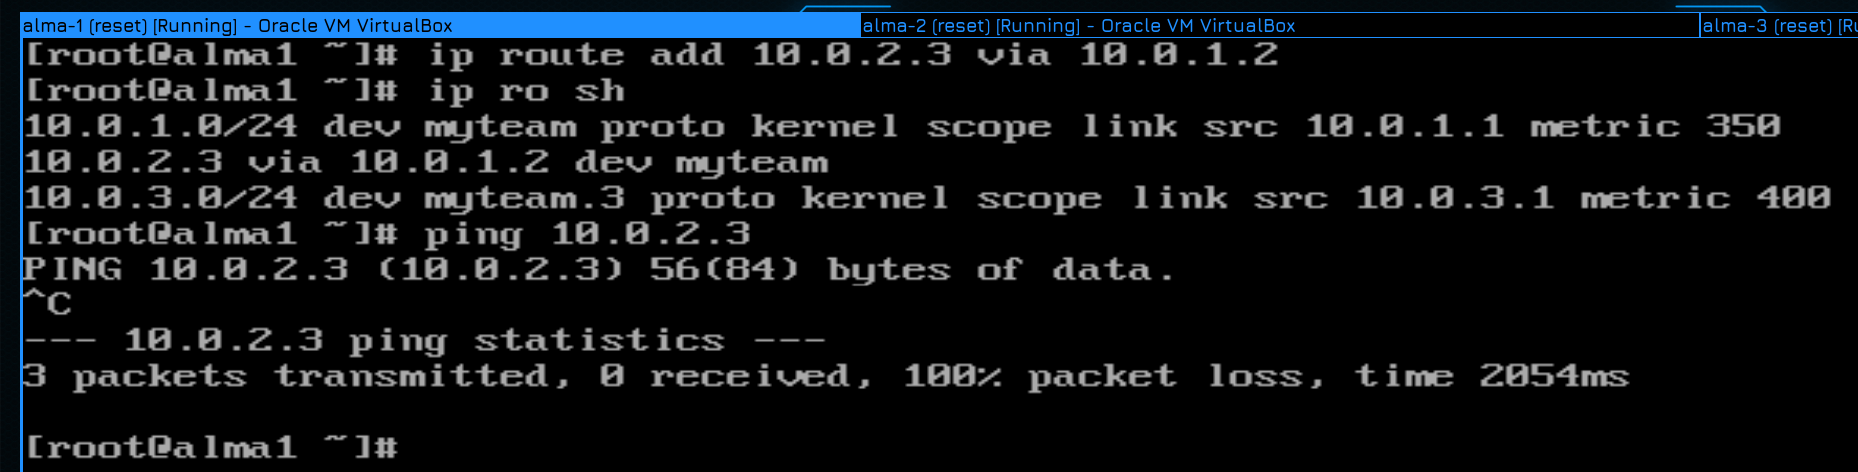 alma-1 (reset) [Running] - Oracle VM VirtualBox alma-2 (reset) [Running] - Oracle VM VirtualBox alma-3 (reset) [Ru
[root@alma1 ~]# ip route add 10.0.2.3 via 10.0.1.2
[root@alma1 ~]# ip ro sh
10.0.1.0/24 dev myteam proto kernel scope link src 10.0.1.1 metric 350
10.0.2.3 via 10.0.1.2 dev myteam
10.0.3.0/24 dev myteam.3 proto kernel scope link src 10.0.3.1 metric 400
[root@alma1 ~]# ping 10.0.2.3
PING 10.0.2.3 (10.0.2.3) 56(84) bytes of data.
^C
--- 10.0.2.3 ping statistics ---
3 packets transmitted, 0 received, 100% packet loss, time 2054ms
[root@alma1 ~]#